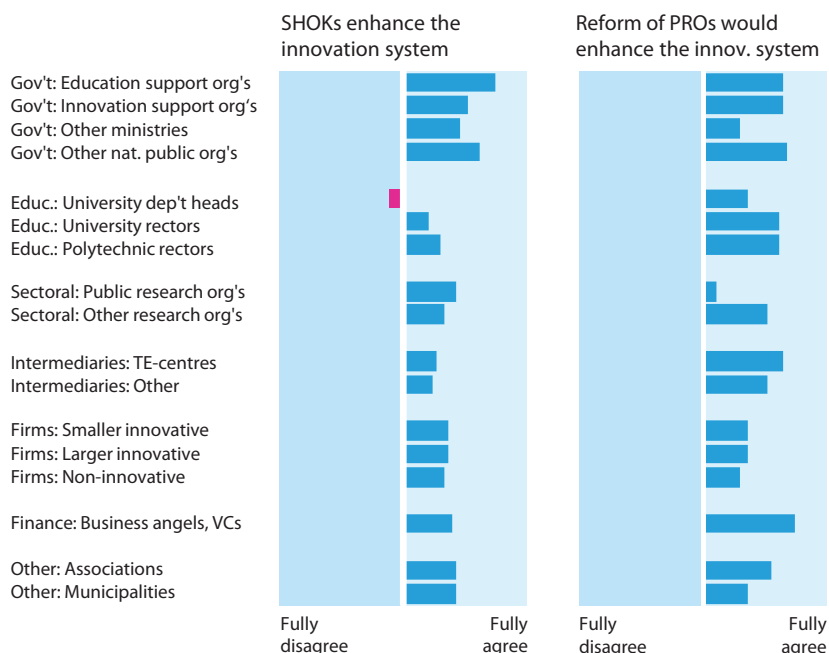 SHOKs enhance the
innovation system
Reform of PROs would
enhance the innov. system
Gov't: Education support org's
Gov't: Innovation support org‘s
Gov't: Other ministries
Gov't: Other nat. public org's
Educ.: University dep't heads
Educ.: University rectors
Educ.: Polytechnic rectors
Sectoral: Public research org's
Sectoral: Other research org's
Intermediaries: TE-centres
Intermediaries: Other
Firms: Smaller innovative
Firms: Larger innovative
Firms: Non-innovative
Finance: Business angels, VCs
Other: Associations
Other: Municipalities
Fully
disagree
Fully
agree
Fully
disagree
Fully
agree